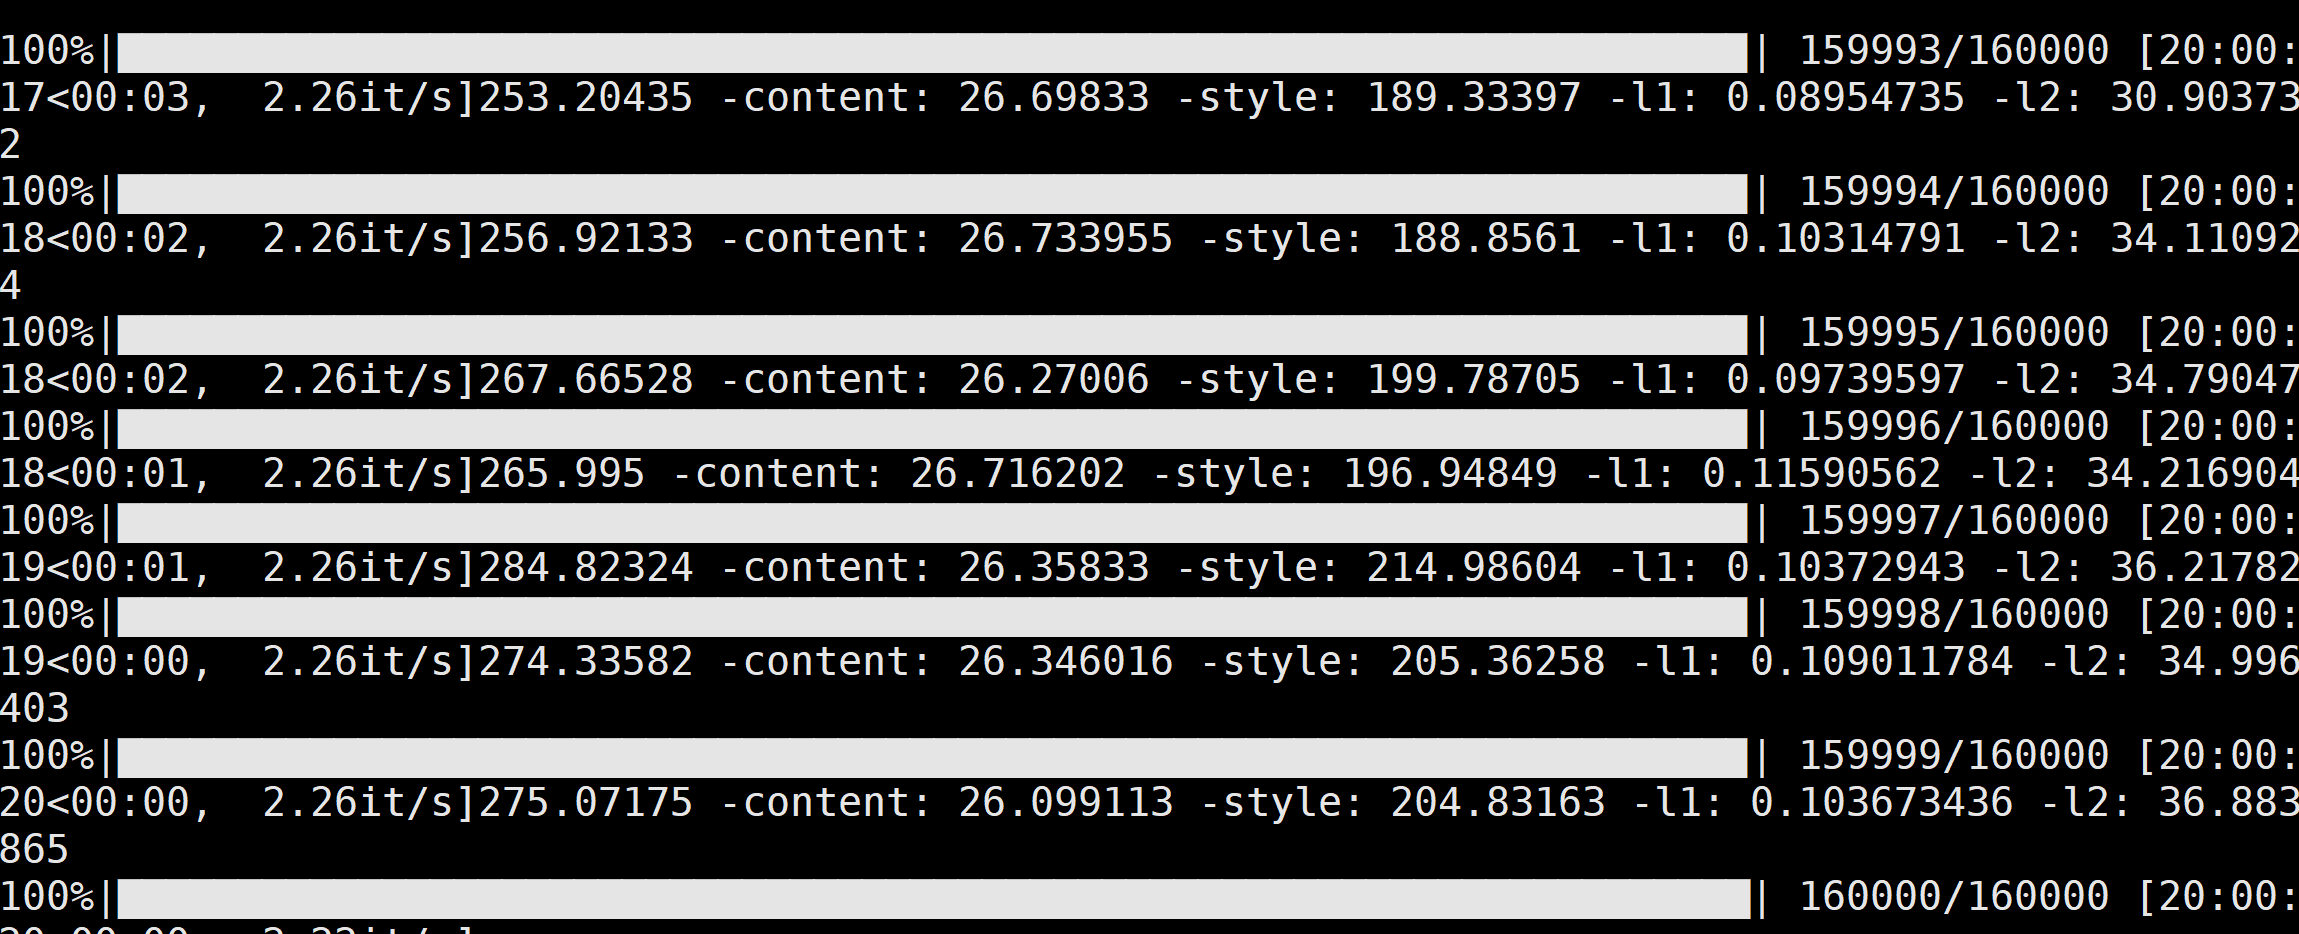 100%|██████████████████████████████████████████████████████████████████| 159993/160000 [20:00:
17<00:03,  2.26it/s]253.20435 -content: 26.69833 -style: 189.33397 -l1: 0.08954735 -l2: 30.90373
2
100%|██████████████████████████████████████████████████████████████████| 159994/160000 [20:00:
18<00:02,  2.26it/s]256.92133 -content: 26.733955 -style: 188.8561 -l1: 0.10314791 -l2: 34.11092
4
100%|██████████████████████████████████████████████████████████████████| 159995/160000 [20:00:
18<00:02,  2.26it/s]267.66528 -content: 26.27006 -style: 199.78705 -l1: 0.09739597 -l2: 34.79047
100%|██████████████████████████████████████████████████████████████████| 159996/160000 [20:00:
18<00:01,  2.26it/s]265.995 -content: 26.716202 -style: 196.94849 -l1: 0.11590562 -l2: 34.216904
100%|██████████████████████████████████████████████████████████████████| 159997/160000 [20:00:
19<00:01,  2.26it/s]284.82324 -content: 26.35833 -style: 214.98604 -l1: 0.10372943 -l2: 36.21782
100%|██████████████████████████████████████████████████████████████████| 159998/160000 [20:00:
19<00:00,  2.26it/s]274.33582 -content: 26.346016 -style: 205.36258 -l1: 0.109011784 -l2: 34.996
403
100%|██████████████████████████████████████████████████████████████████| 159999/160000 [20:00:
20<00:00,  2.26it/s]275.07175 -content: 26.099113 -style: 204.83163 -l1: 0.103673436 -l2: 36.883
865
100%|██████████████████████████████████████████████████████████████████| 160000/160000 [20:00: